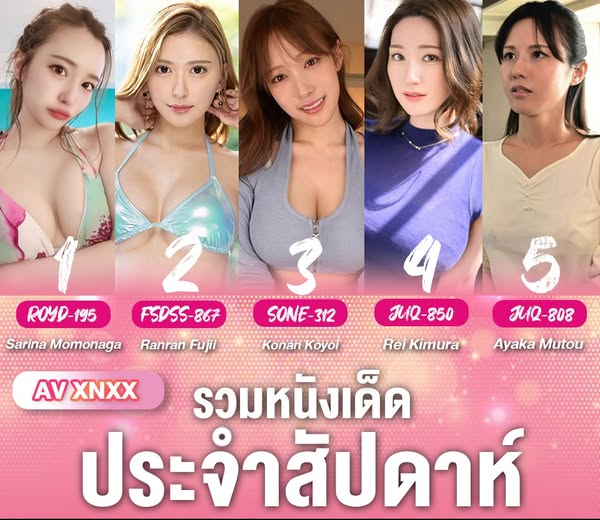 1 2 3 4 5
ROYD-195 FSDSS-867 SONE-312 JUQ-850 JUQ-808
Sarina Momonaga Ranran Fujii Konan Koyoi Rei Kimura Ayaka Mutou
AV XNXX
รวมหนังเด็ด
ประจำสัปดาห์